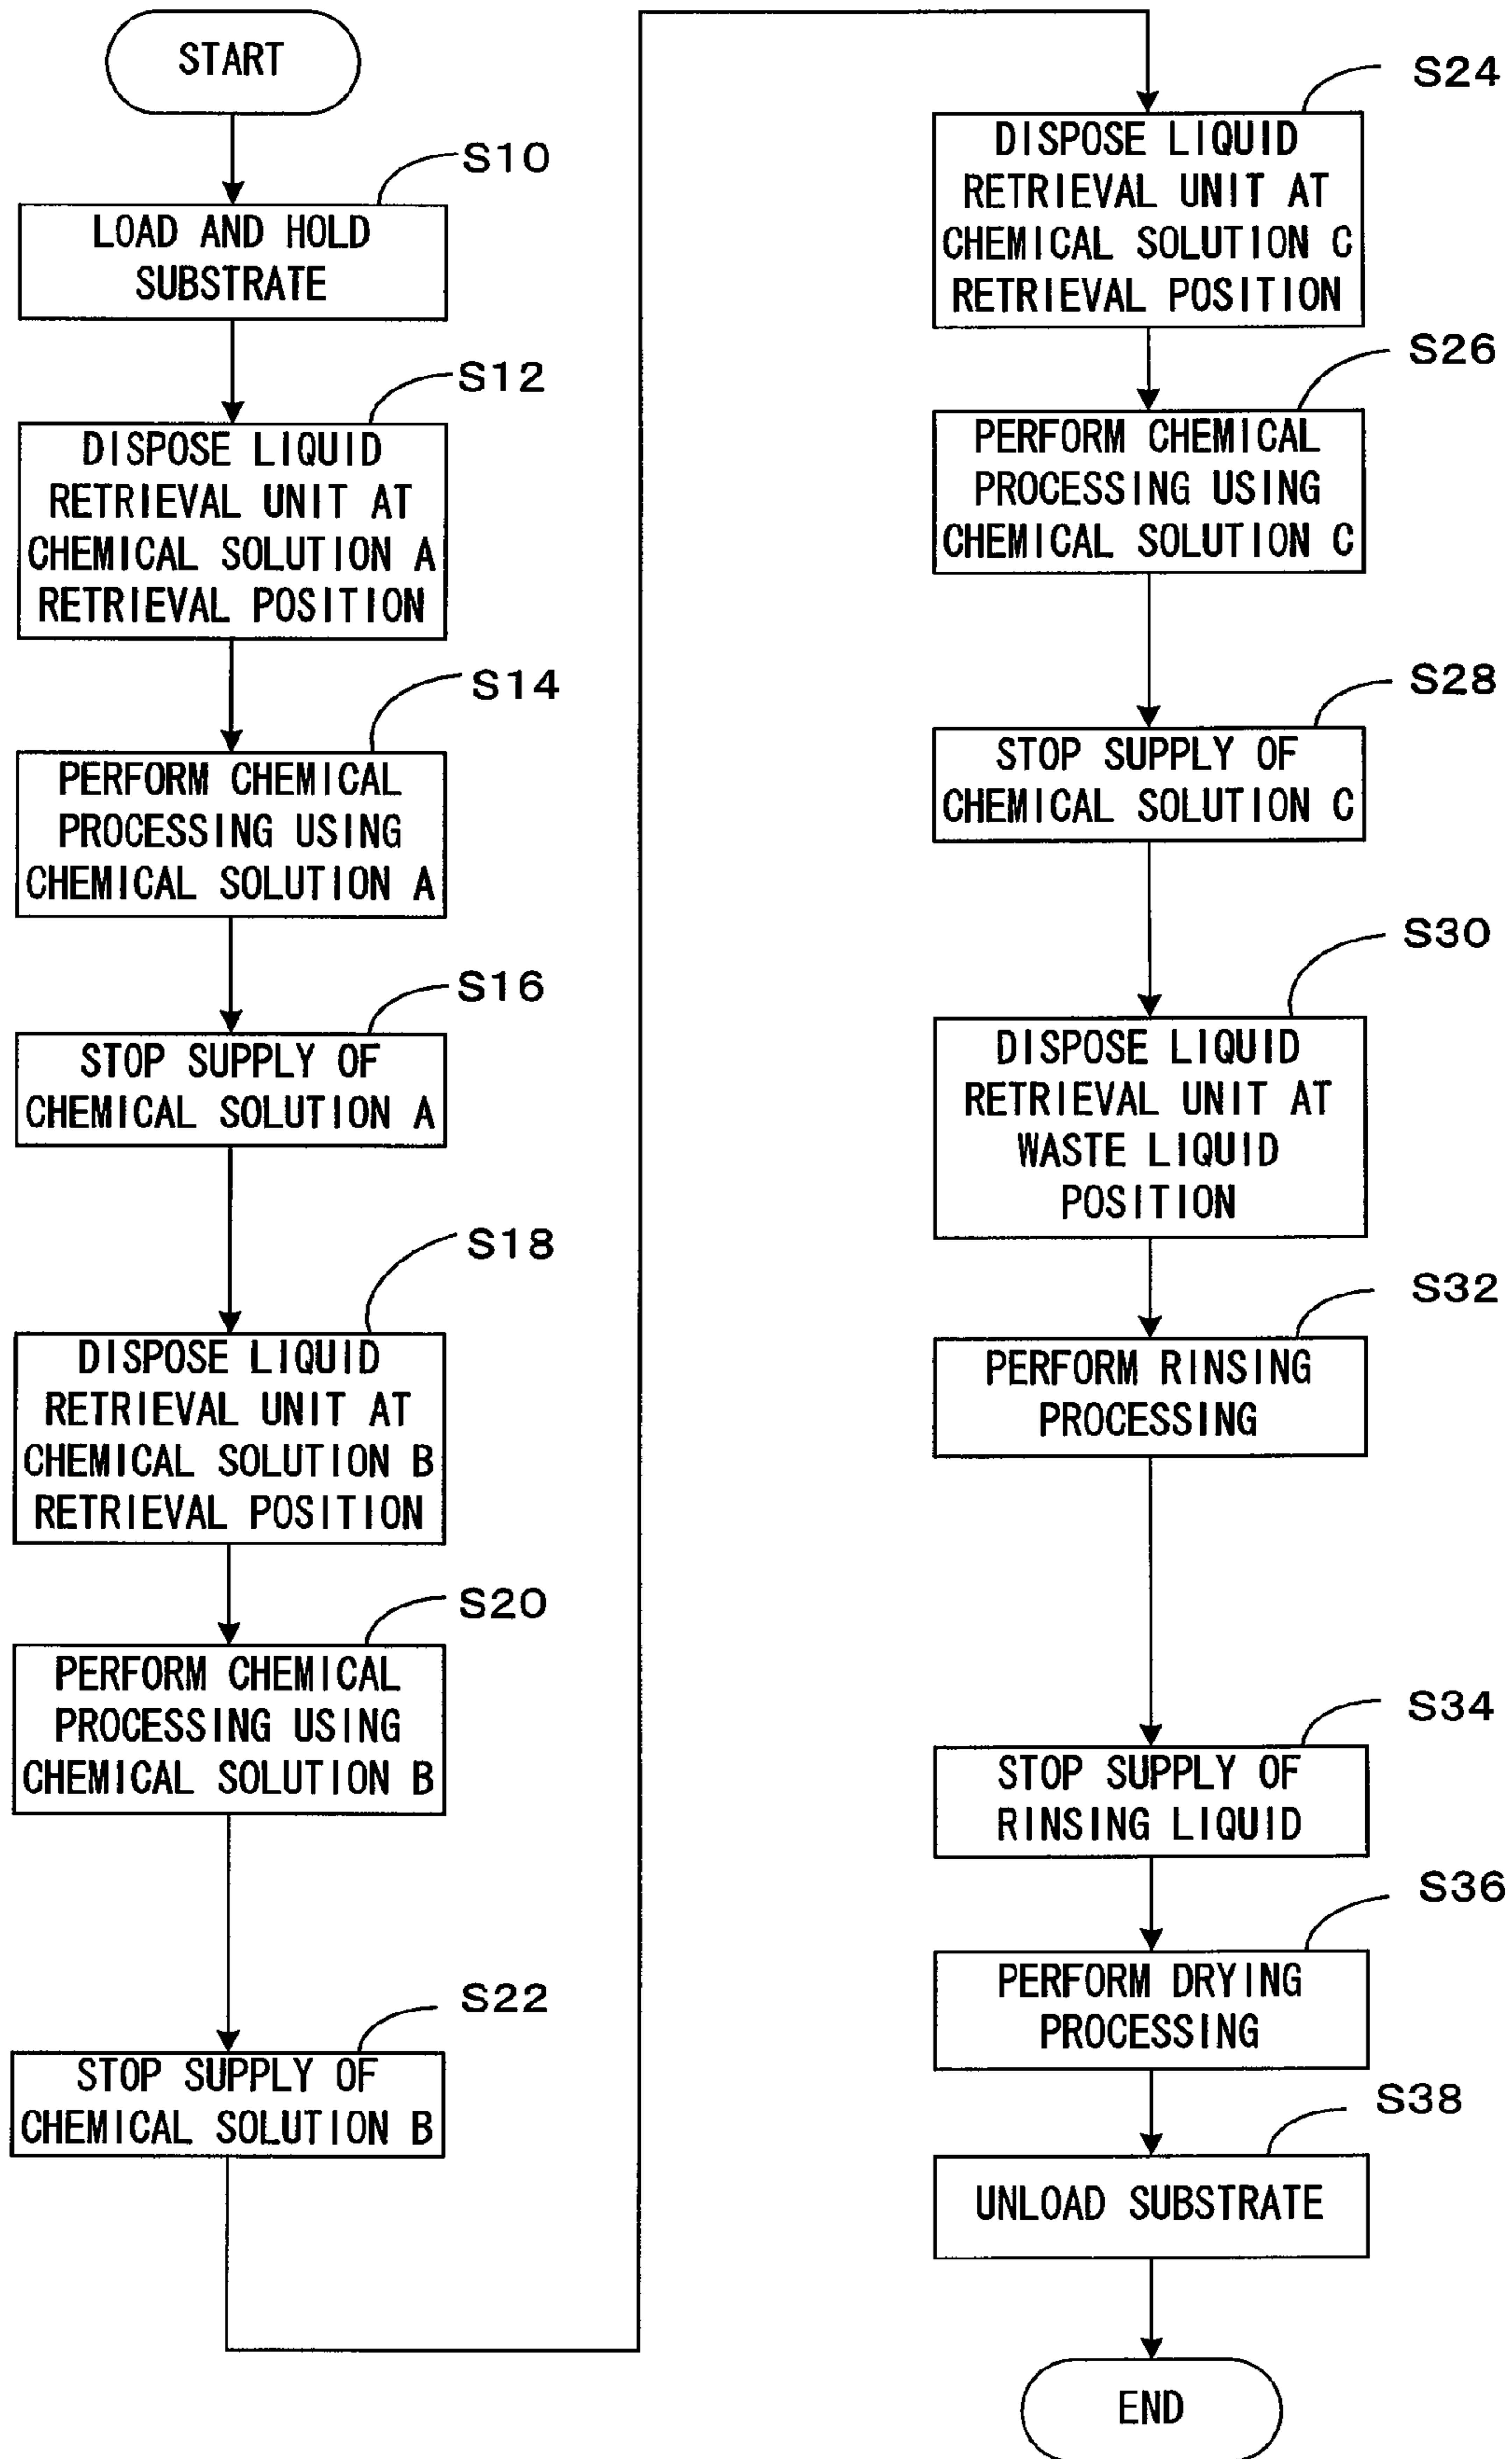 START
S10
LOAD AND HOLD
SUBSTRATE
S12
DISPOSE LIQUID
RETRIEVAL UNIT AT
CHEMICAL SOLUTION A
RETRIEVAL POSITION
S14
PERFORM CHEMICAL
PROCESSING USING
CHEMICAL SOLUTION A
S16
STOP SUPPLY OF
CHEMICAL SOLUTION A
S18
DISPOSE LIQUID
RETRIEVAL UNIT AT
CHEMICAL SOLUTION B
RETRIEVAL POSITION
S20
PERFORM CHEMICAL
PROCESSING USING
CHEMICAL SOLUTION B
S22
STOP SUPPLY OF
CHEMICAL SOLUTION B
S24
DISPOSE LIQUID
RETRIEVAL UNIT AT
CHEMICAL SOLUTION C
RETRIEVAL POSITION
S26
PERFORM CHEMICAL
PROCESSING USING
CHEMICAL SOLUTION C
S28
STOP SUPPLY OF
CHEMICAL SOLUTION C
S30
DISPOSE LIQUID
RETRIEVAL UNIT AT
WASTE LIQUID
POSITION
S32
PERFORM RINSING
PROCESSING
S34
STOP SUPPLY OF
RINSING LIQUID
S36
PERFORM DRYING
PROCESSING
S38
UNLOAD SUBSTRATE
END